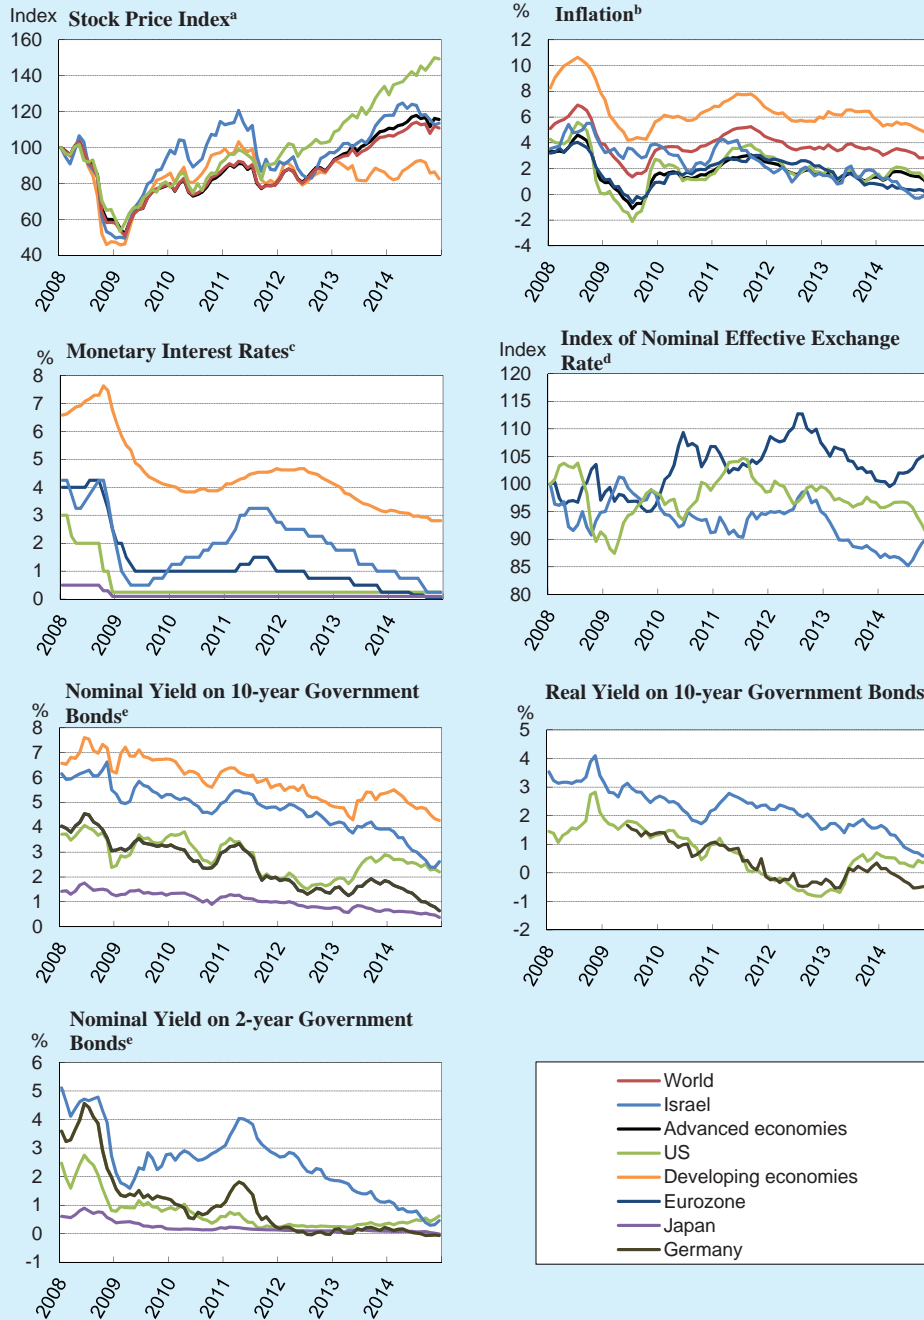 Index Stock Price Indexᵃ
160
140
120
100
80
60
40
2008 2009 2010 2011 2012 2013 2014
% Inflationᵇ
12
10
8
6
4
2
0
-2
-4
2008 2009 2010 2011 2012 2013 2014
% Monetary Interest Ratesᶜ
8
7
6
5
4
3
2
1
0
2008 2009 2010 2011 2012 2013 2014
Index of Nominal Effective Exchange
Index Rateᵈ
120
115
110
105
100
95
90
85
80
2008 2009 2010 2011 2012 2013 2014
Nominal Yield on 10-year Government
% Bondsᵉ
8
7
6
5
4
3
2
1
0
2008 2009 2010 2011 2012 2013 2014
Real Yield on 10-year Government Bonds
%
5
4
3
2
1
0
-1
-2
2008 2009 2010 2011 2012 2013 2014
Nominal Yield on 2-year Government
% Bondsᵉ
6
5
4
3
2
1
0
-1
2008 2009 2010 2011 2012 2013 2014
World
Israel
Advanced economies
US
Developing economies
Eurozone
Japan
Germany